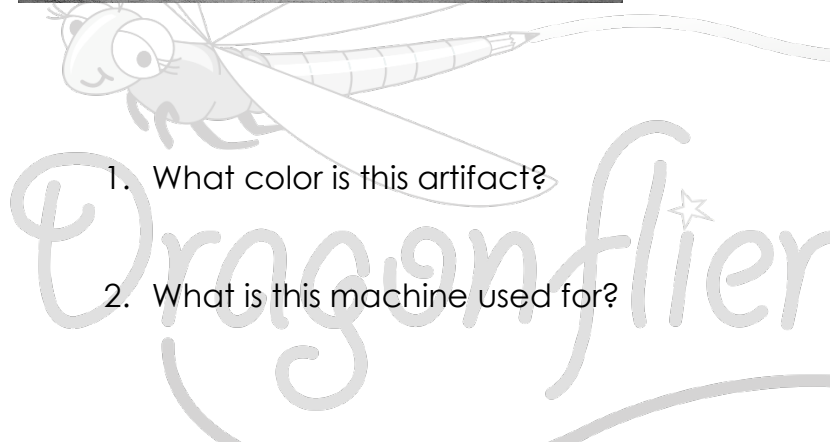 1. What color is this artifact?
2. What is this machine used for?
Dragonflier